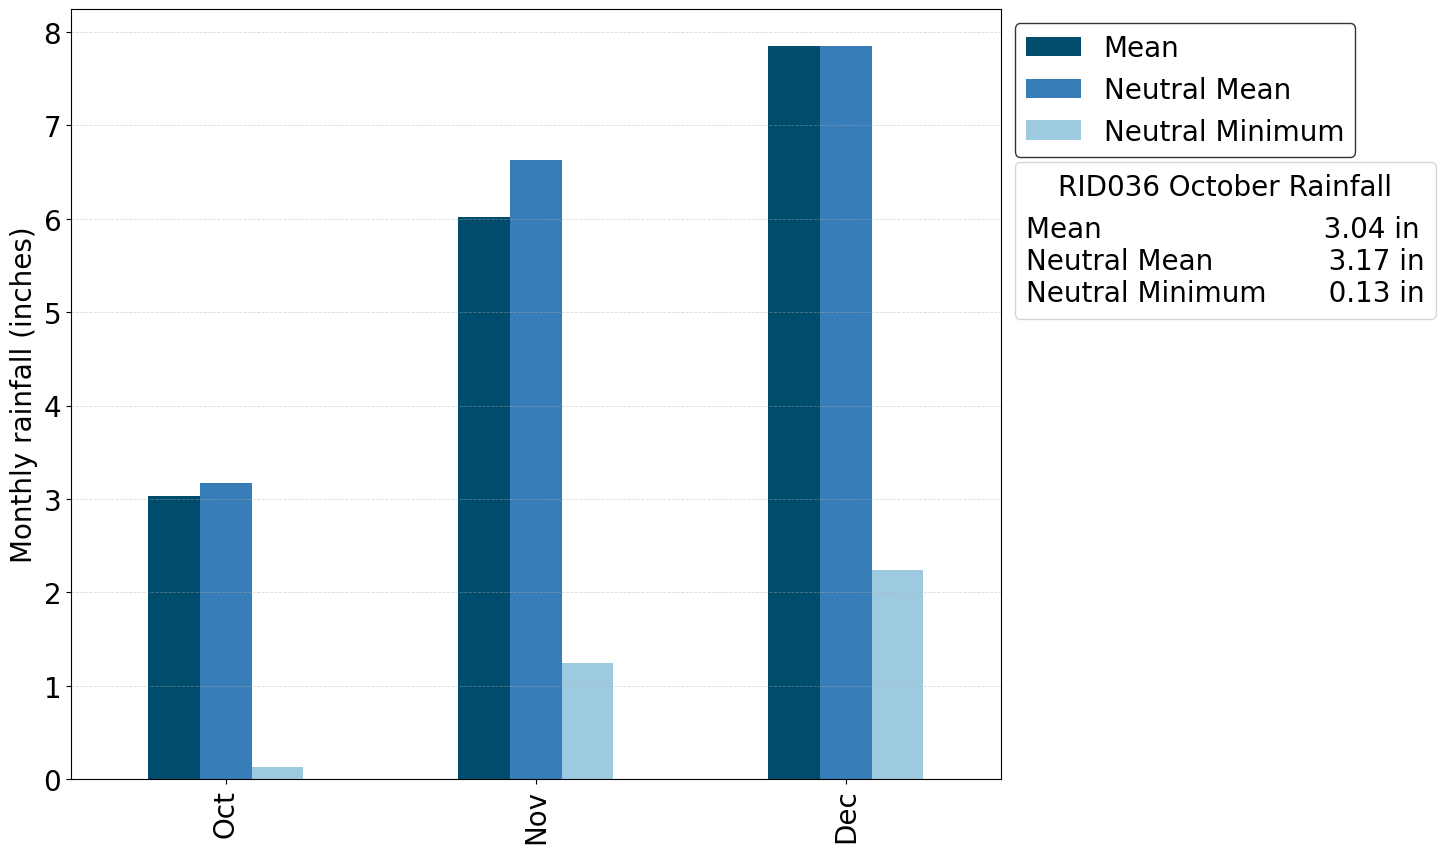 Monthly rainfall (inches)
8
7
6
5
4
3
2
1
0
Oct
Nov
Dec
Mean
Neutral Mean
Neutral Minimum
RID036 October Rainfall
Mean 3.04 in
Neutral Mean 3.17 in
Neutral Minimum 0.13 in